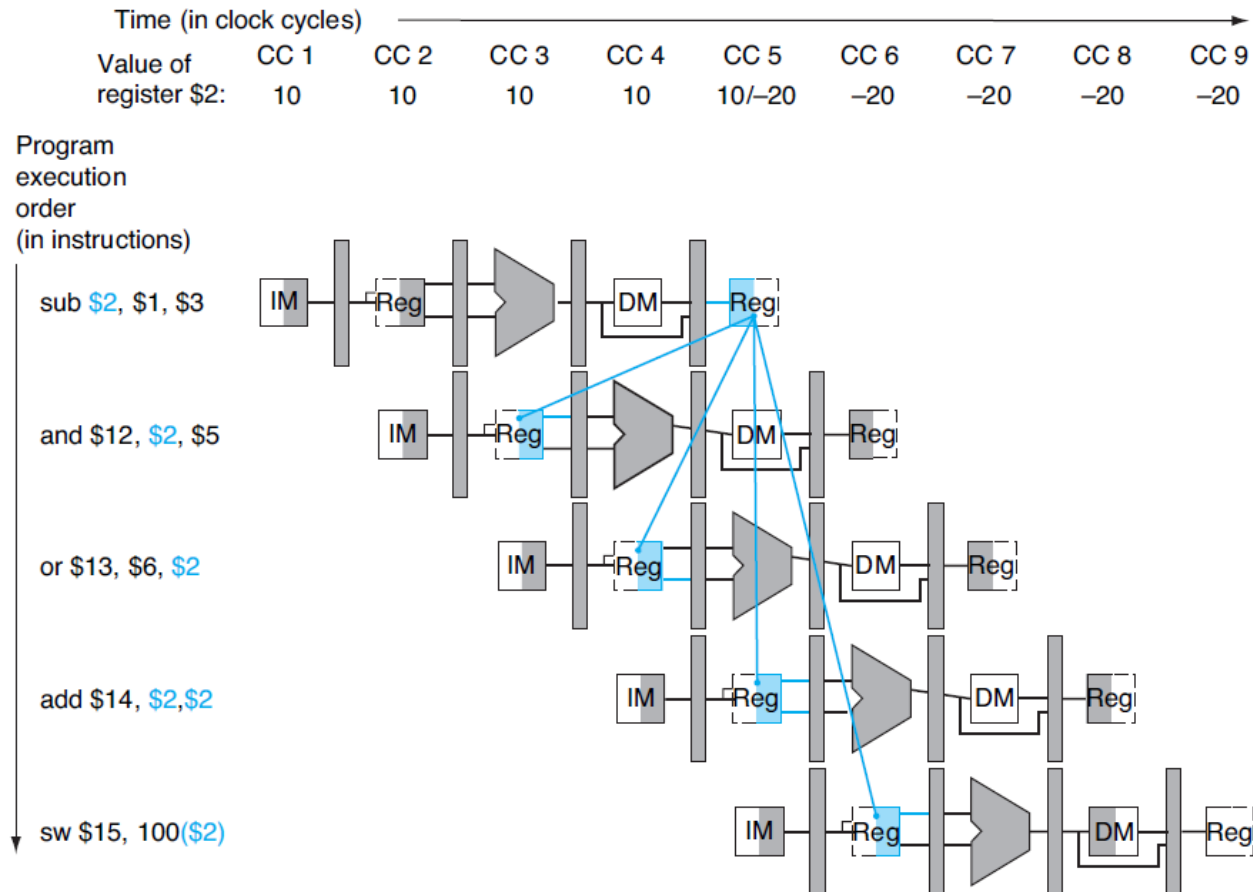 Time (in clock cycles)
Value of
register $2:
CC 1 CC 2 CC 3 CC 4 CC 5 CC 6 CC 7 CC 8 CC 9
10 10 10 10 10/–20 –20 –20 –20 –20
Program
execution
order
(in instructions)
sub $2, $1, $3
IM Reg DM Reg
and $12, $2, $5
IM Reg DM Reg
or $13, $6, $2
IM Reg DM Reg
add $14, $2,$2
IM Reg DM Reg
sw $15, 100($2)
IM Reg DM Reg